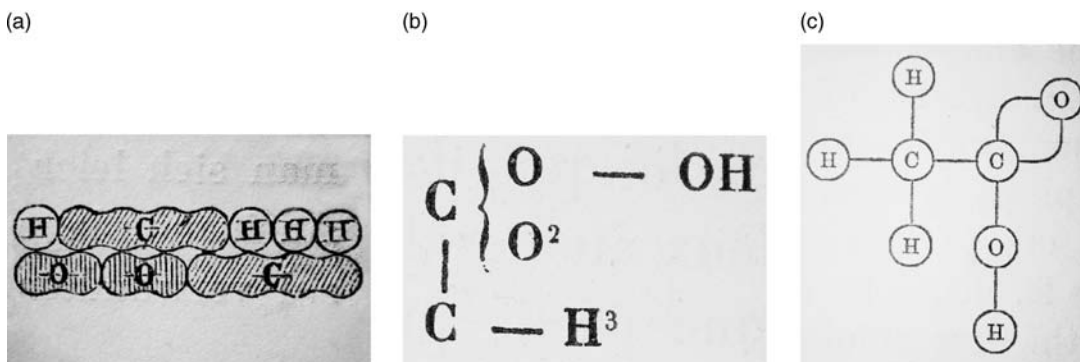 (a)
H C H H H
O O C
(b)
O — OH
C {
O²
|
C — H³
(c)
H
O
H C C
H O
H